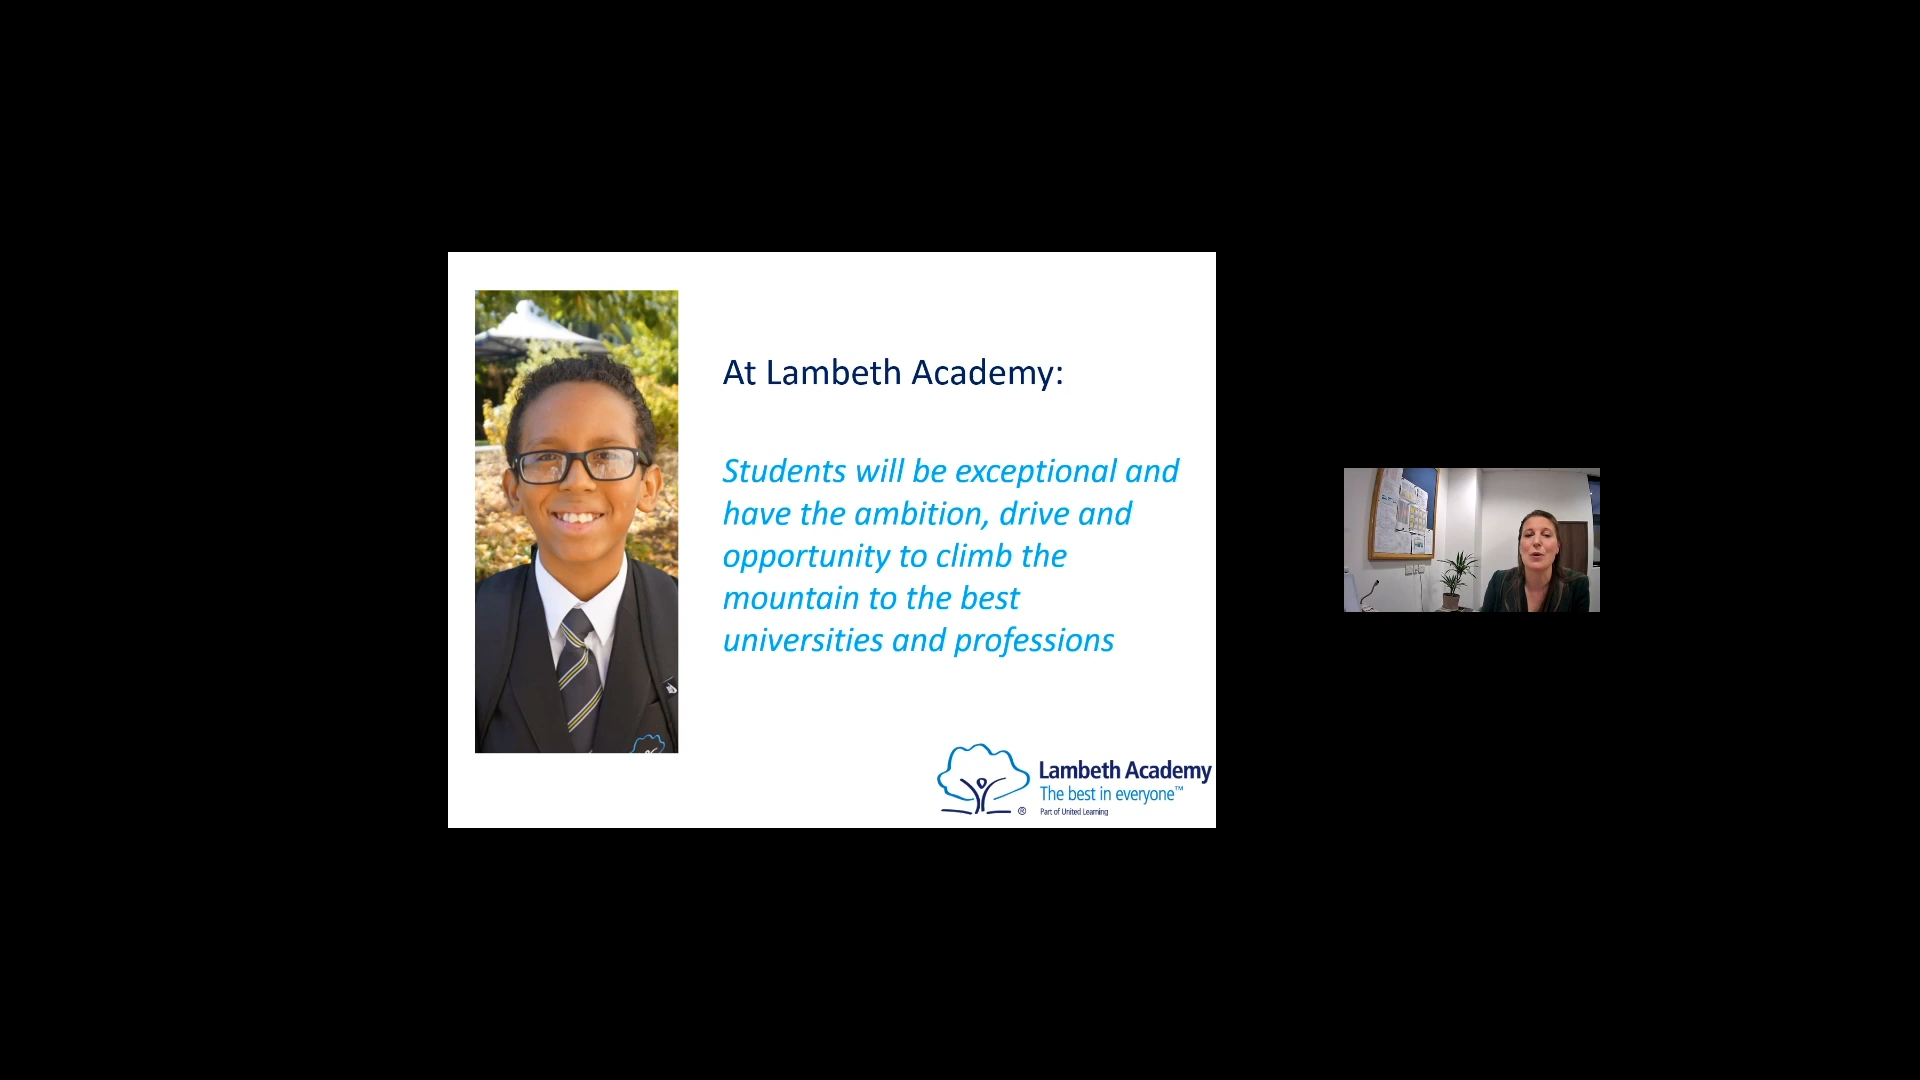 At Lambeth Academy:
Students will be exceptional and
have the ambition, drive and
opportunity to climb the
mountain to the best
universities and professions
Lambeth Academy
The best in everyone™
®
Part of United Learning